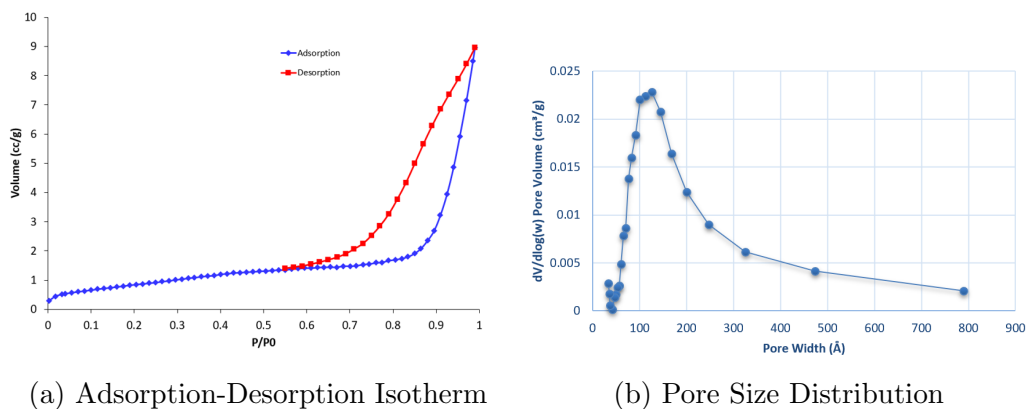 10
9
8
7
6
5
4
3
2
1
0
Volume (cc/g)
Adsorption
Desorption
0 0.1 0.2 0.3 0.4 0.5 0.6 0.7 0.8 0.9 1
P/P0
(a) Adsorption-Desorption Isotherm
0.025
0.02
0.015
0.01
0.005
0
dV/dlog(w) Pore Volume (cm³/g)
0 100 200 300 400 500 600 700 800 900
Pore Width (Å)
(b) Pore Size Distribution